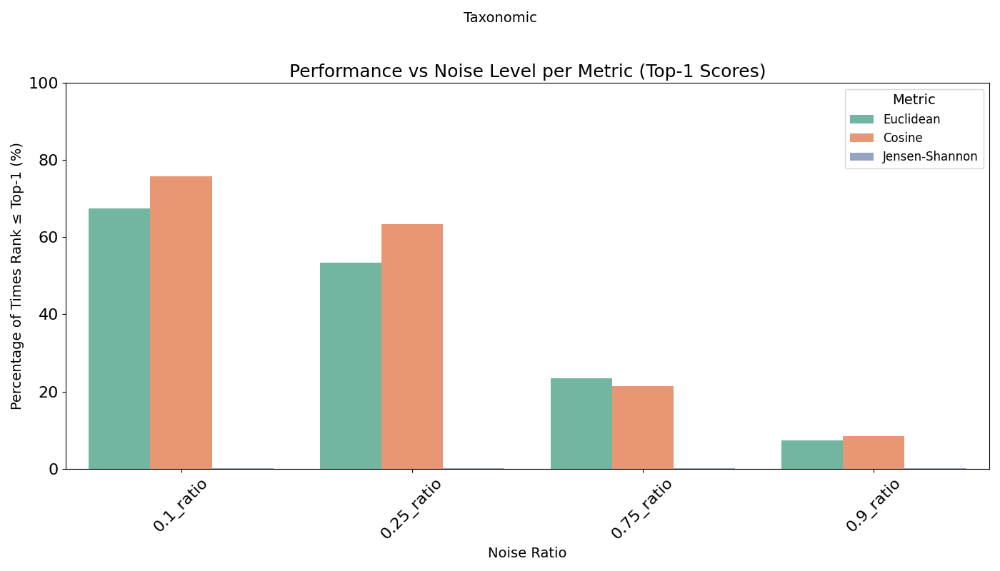 Taxonomic
Performance vs Noise Level per Metric (Top-1 Scores)
Percentage of Times Rank ≤ Top-1 (%)
100
80
60
40
20
0
Metric
Euclidean
Cosine
Jensen-Shannon
0.1_ratio
0.25_ratio
0.75_ratio
0.9_ratio
Noise Ratio